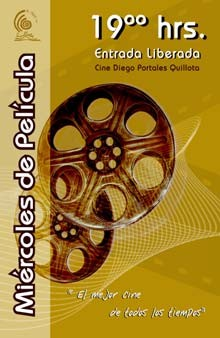 19ºº hrs.
Entrada Liberada
Cine Diego Portales Quillota
Miércoles de Película
"El mejor cine
de todos los tiempos"